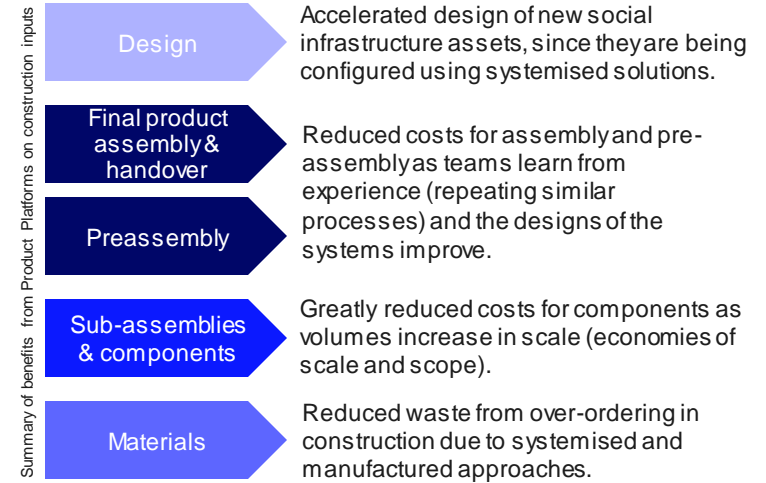 Summary of benefits from Product Platforms on construction inputs
Design
Accelerated design of new social
infrastructure assets, since they are being
configured using systemised solutions.
Final product
assembly &
handover
Preassembly
Reduced costs for assembly and pre-
assembly as teams learn from
experience (repeating similar
processes) and the designs of the
systems improve.
Sub-assemblies
& components
Greatly reduced costs for components as
volumes increase in scale (economies of
scale and scope).
Materials
Reduced waste from over-ordering in
construction due to systemised and
manufactured approaches.